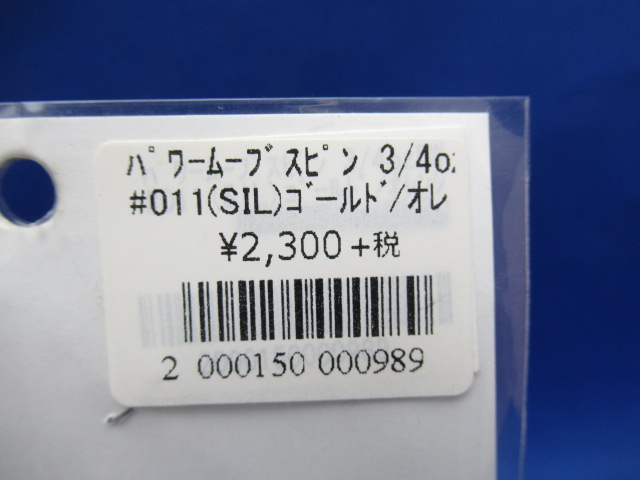 ﾊﾟﾜｰﾑｰﾌﾞｽﾋﾟﾝ 3/4oz
#011(SIL)ｺﾞｰﾙﾄﾞ/ｵﾚ
¥2,300+税
2 000150 000989